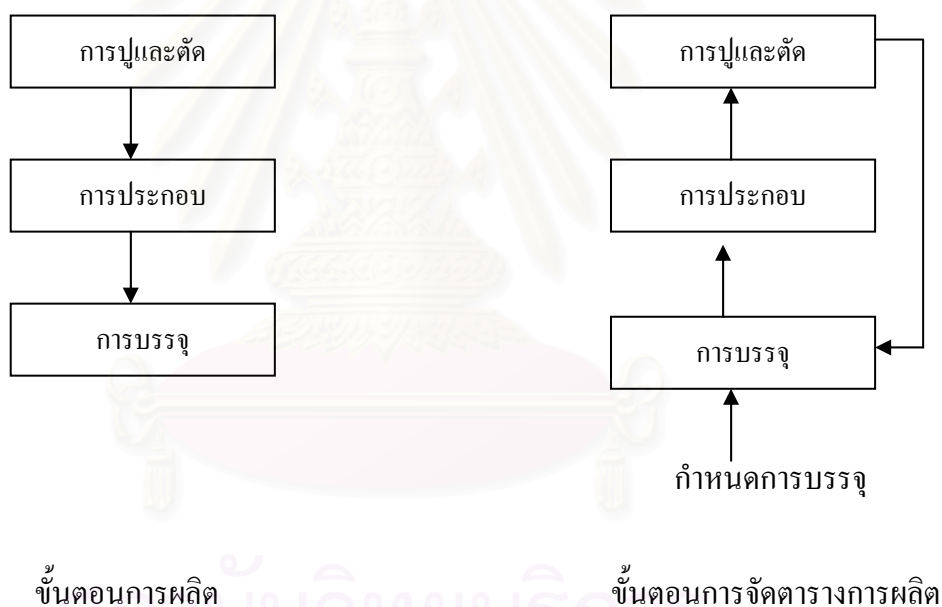 การปูและตัด
การประกอบ
การบรรจุ
ขั้นตอนการผลิต
การปูและตัด
การประกอบ
การบรรจุ
กำหนดการบรรจุ
ขั้นตอนการจัดตารางการผลิต